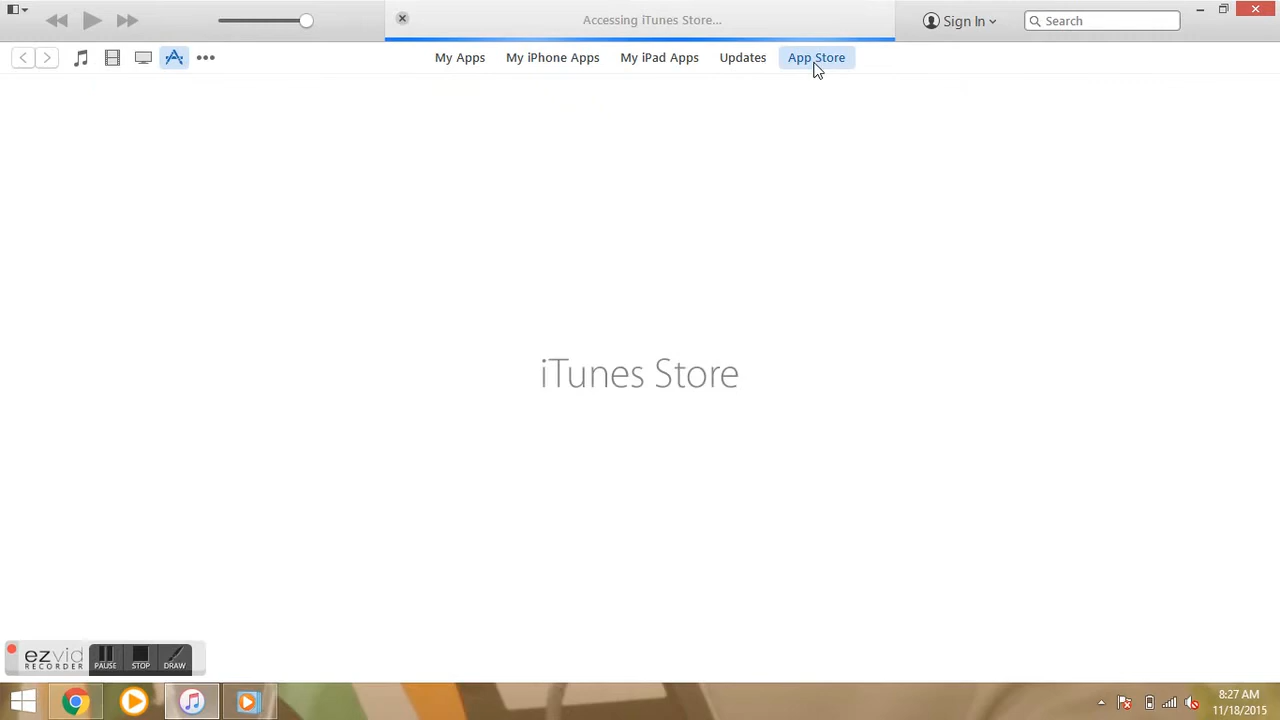 Accessing iTunes Store...
Sign In
Search
My Apps
My iPhone Apps
My iPad Apps
Updates
App Store
iTunes Store
ezvid
RECORDER
PAUSE
STOP
DRAW
8:27 AM
11/18/2015